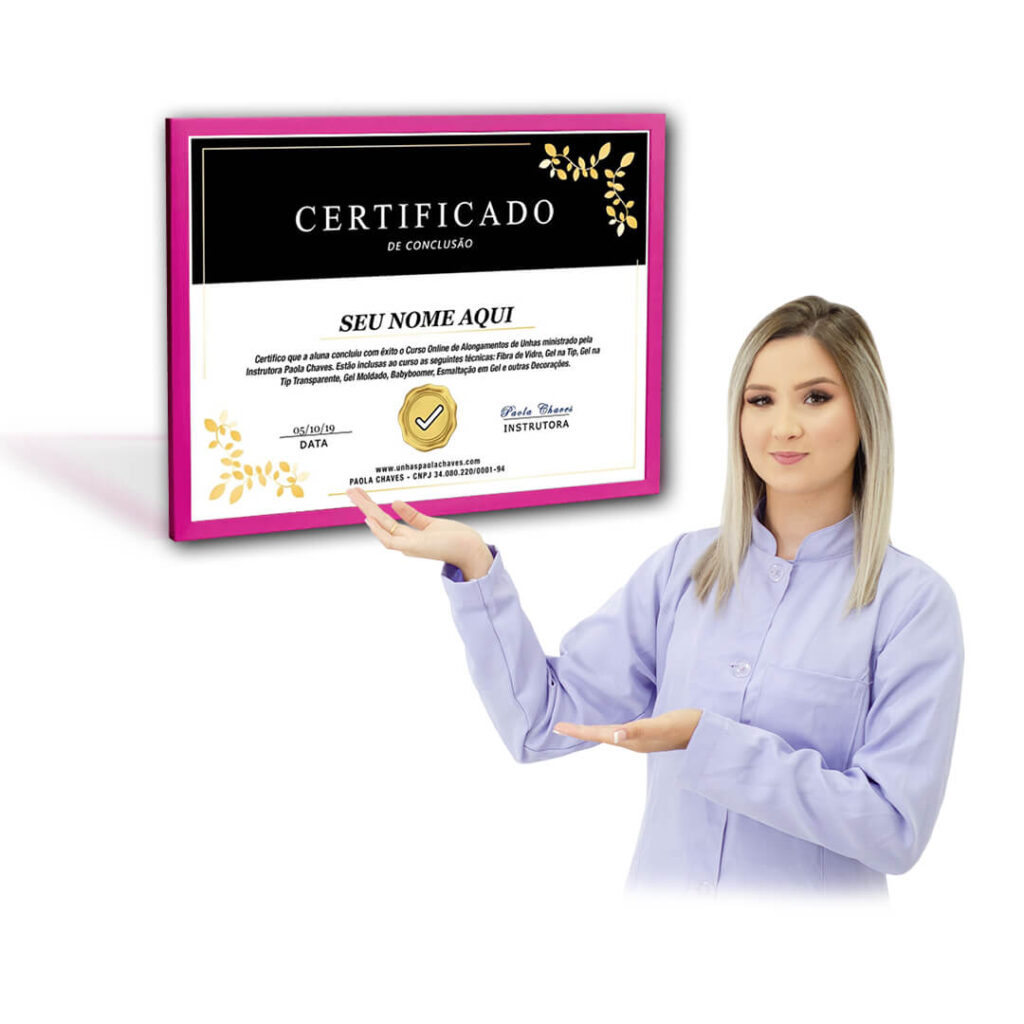 CERTIFICADO
DE CONCLUSÃO
SEU NOME AQUI
Certifico que a aluna concluiu com êxito o Curso Online de Alongamentos de Unhas ministrado pela
Instrutora Paola Chaves. Estão inclusas ao curso as seguintes técnicas: Fibra de Vidro, Gel na Tip, Gel na
Tip Transparente, Gel Moldado, Babyboomer, Esmaltação em Gel e outras Decorações.
05/10/19
DATA
Paola Chaves
INSTRUTORA
www.unhaspaolachaves.com
PAOLA CHAVES - CNPJ 34.080.220/0001-94